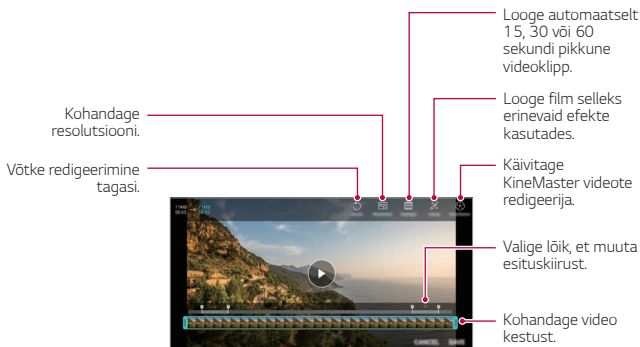 Looge automaatselt
15, 30 või 60
sekundi pikkune
videoklipp.
Kohandage
resolutsiooni.
Looge film selleks
erinevaid efekte
kasutades.
Võtke redigeerimine
tagasi.
Käivitage
KineMaster videote
redigeerija.
Valige lõik, et muuta
esituskiirust.
Kohandage video
kestust.
CANCEL SAVE